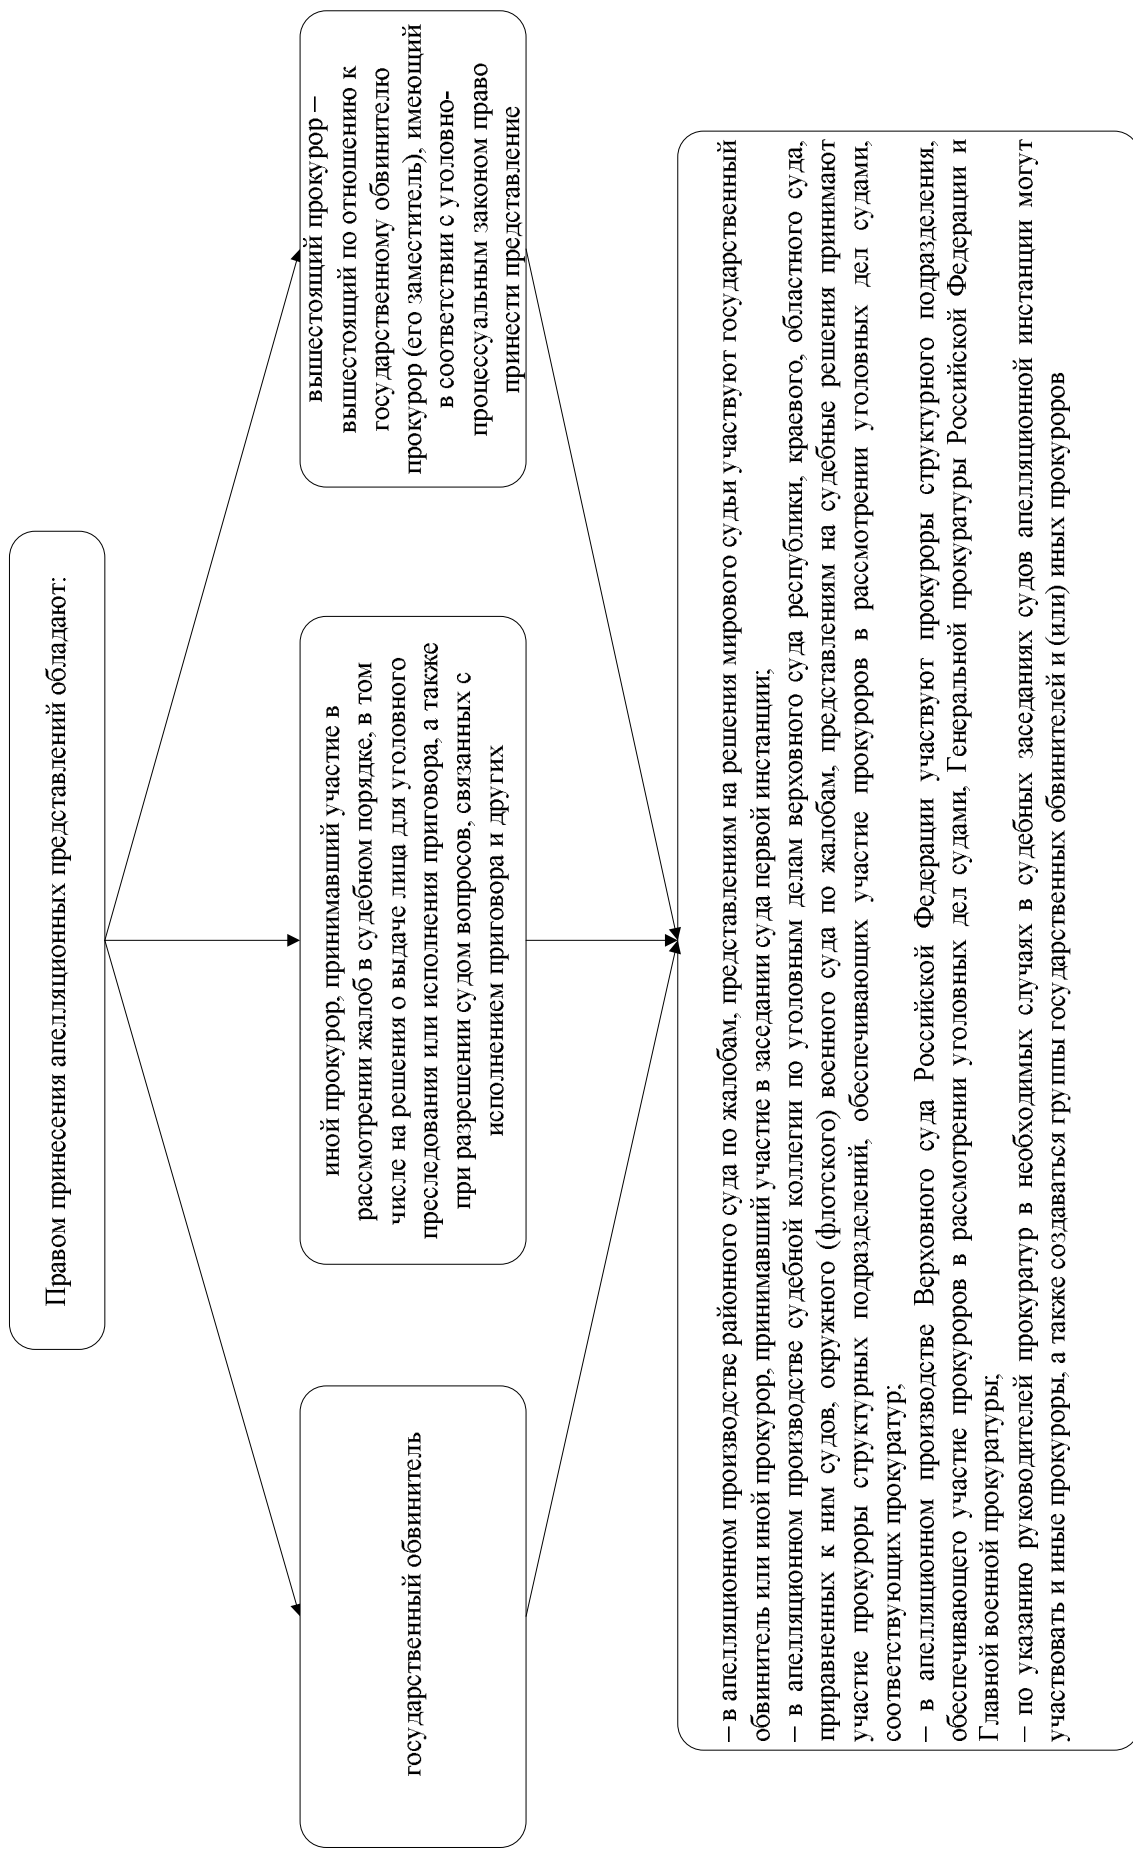 Правом принесения апелляционных представлений обладают:
государственный обвинитель
иной прокурор, принимавший участие в
рассмотрении жалоб в судебном порядке, в том
числе на решения о выдаче лица для уголовного
преследования или исполнения приговора, а также
при разрешении судом вопросов, связанных с
исполнением приговора и других
вышестоящий прокурор –
вышестоящий по отношению к
государственному обвинителю
прокурор (его заместитель), имеющий
в соответствии с уголовно-
процессуальным законом право
принести представление
– в апелляционном производстве районного суда по жалобам, представлениям на решения мирового судьи участвуют государственный
обвинитель или иной прокурор, принимавший участие в заседании суда первой инстанции;
– в апелляционном производстве судебной коллегии по уголовным делам верховного суда республики, краевого, областного суда,
приравненных к ним судов, окружного (флотского) военного суда по жалобам, представлениям на судебные решения принимают
участие прокуроры структурных подразделений, обеспечивающих участие прокуроров в рассмотрении уголовных дел судами,
соответствующих прокуратур;
– в апелляционном производстве Верховного суда Российской Федерации участвуют прокуроры структурного подразделения,
обеспечивающего участие прокуроров в рассмотрении уголовных дел судами, Генеральной прокуратуры Российской Федерации и
Главной военной прокуратуры;
– по указанию руководителей прокуратур в необходимых случаях в судебных заседаниях судов апелляционной инстанции могут
участвовать и иные прокуроры, а также создаваться группы государственных обвинителей и (или) иных прокуроров